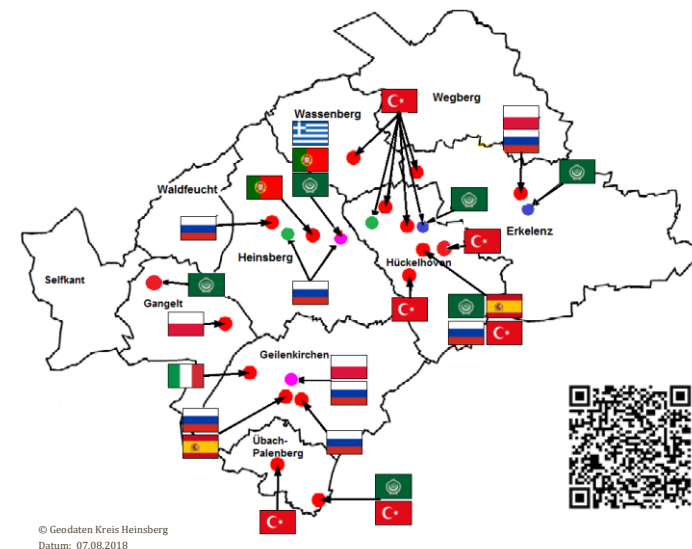 Wegberg
Wassenberg
Waldfeucht
Erkelenz
Heinsberg
Hückelhoven
Selfkant
Gangelt
Geilenkirchen
Übach-
Palenberg
© Geodaten Kreis Heinsberg
Datum: 07.08.2018